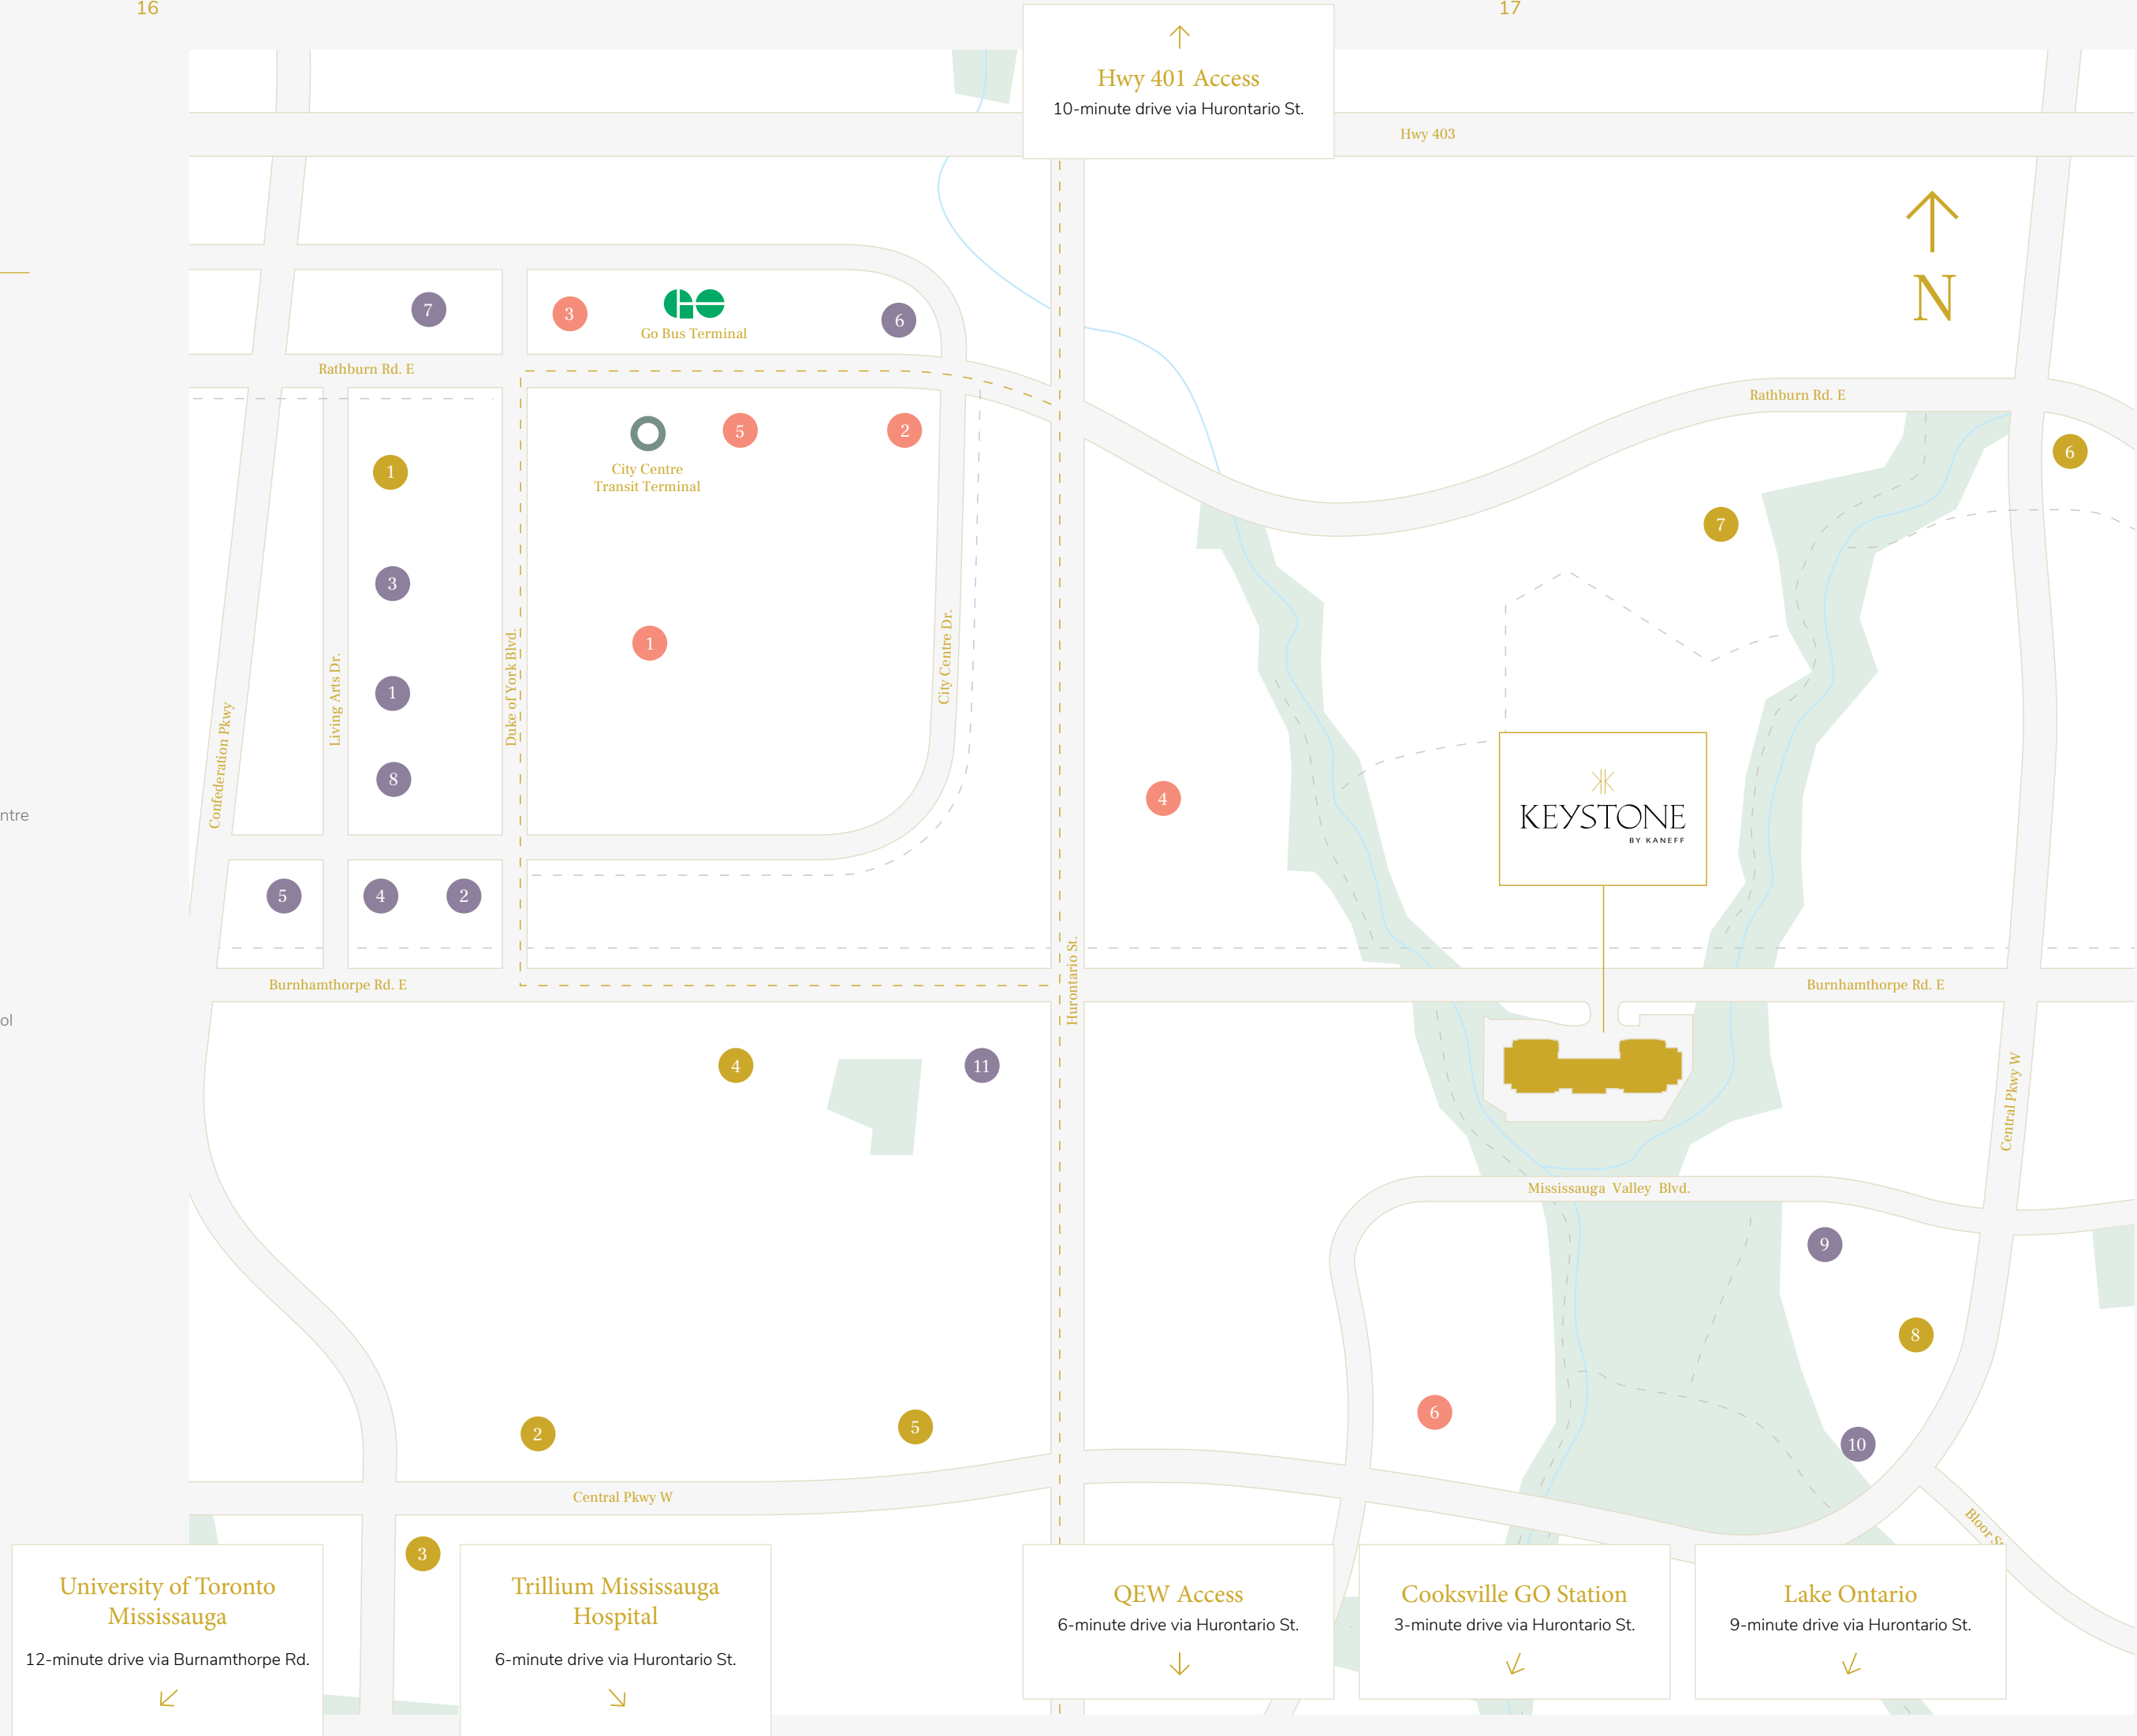 16
17
Hwy 401 Access
10-minute drive via Hurontario St.
Hwy 403
N
7
3
GO
Go Bus Terminal
6
Rathburn Rd. E
Rathburn Rd. E
1
City Centre
Transit Terminal
5
2
6
7
3
1
1
8
Confederation Pkwy
Living Arts Dr.
Duke of York Blvd.
City Centre Dr.
4
KEYSTONE
BY KANEFF
ntre
5
4
2
Burnhamthorpe Rd. E
Hurontario St.
Burnhamthorpe Rd. E
ol
4
11
Central Pkwy W
Mississauga Valley Blvd.
9
8
6
10
2
5
Central Pkwy W
Bloor St
3
University of Toronto
Mississauga
12-minute drive via Burnamthorpe Rd.
Trillium Mississauga
Hospital
6-minute drive via Hurontario St.
QEW Access
6-minute drive via Hurontario St.
Cooksville GO Station
3-minute drive via Hurontario St.
Lake Ontario
9-minute drive via Hurontario St.